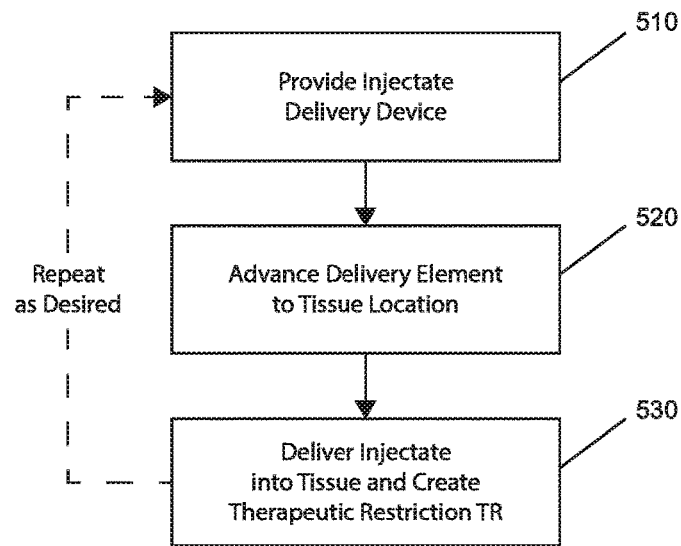 510
Provide Injectate
Delivery Device
520
Advance Delivery Element
to Tissue Location
Repeat
as Desired
530
Deliver Injectate
into Tissue and Create
Therapeutic Restriction TR